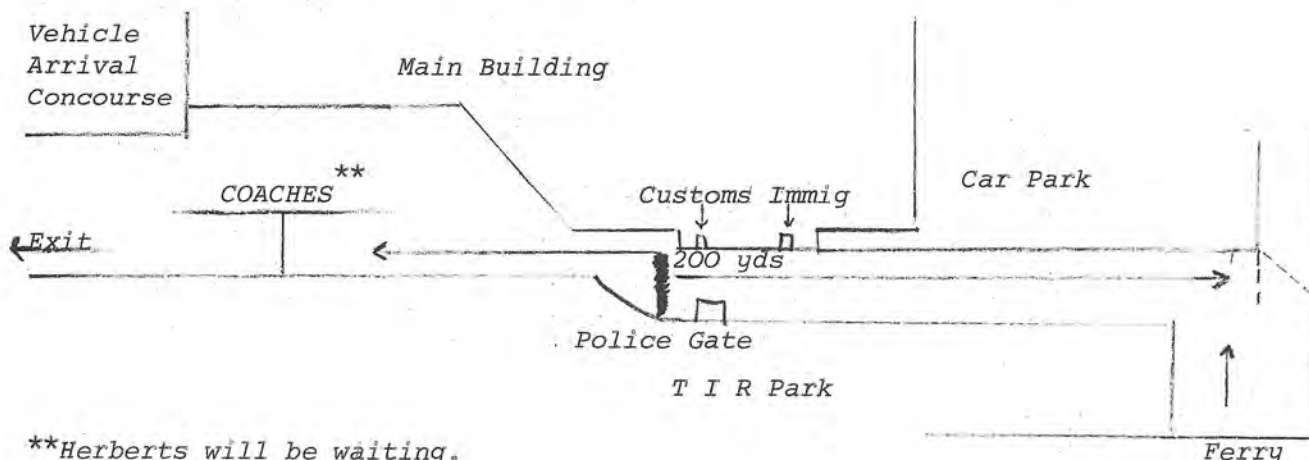 Vehicle
Arrival
Concourse
Main Building
COACHES**
Customs Immig
Car Park
Exit
200 yds
Police Gate
T I R Park
**Herberts will be waiting.
Ferry